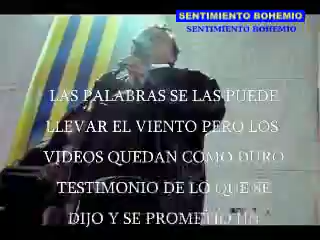 SENTIMIENTO BOHEMIO
SENTIMIENTO BOHEMIO
LAS PALABRAS SE LAS PUEDE
LLEVAR EL VIENTO PERO LOS
VIDEOS QUEDAN COMO DURO
TESTIMONIO DE LO QUE SE
DIJO Y SE PROMETIO